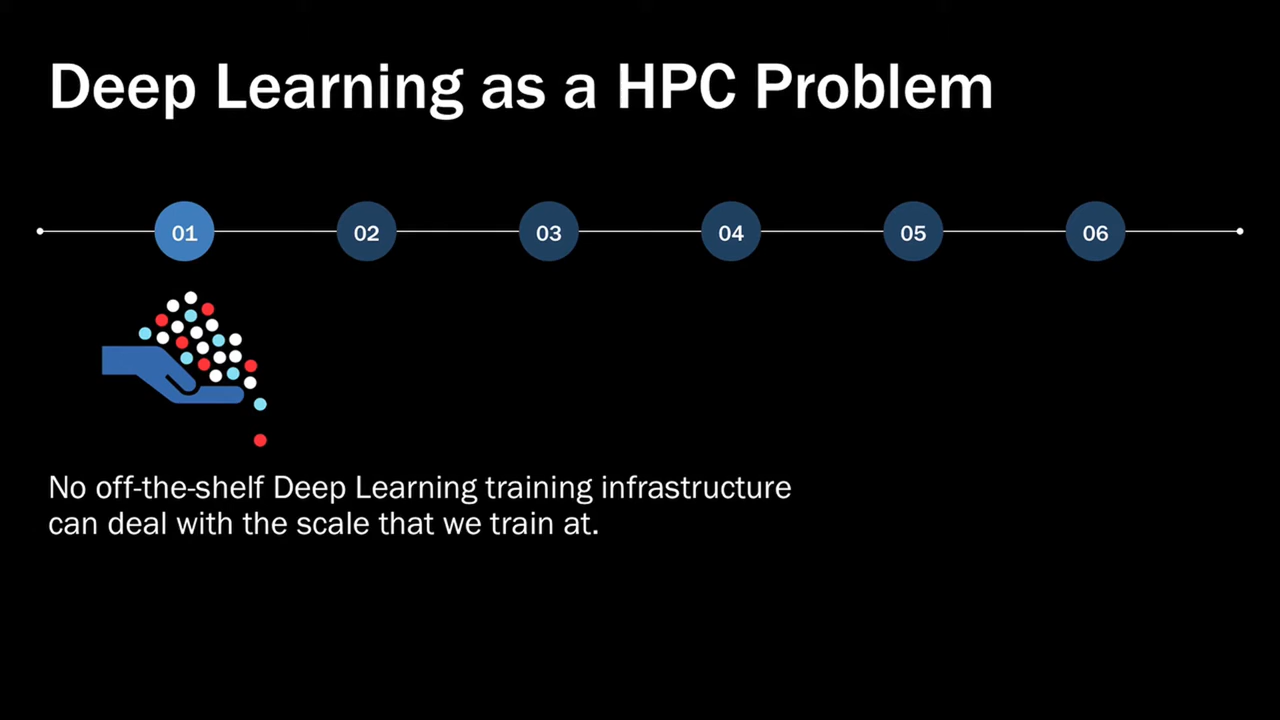 Deep Learning as a HPC Problem
01 02 03 04 05 06
No off-the-shelf Deep Learning training infrastructure
can deal with the scale that we train at.